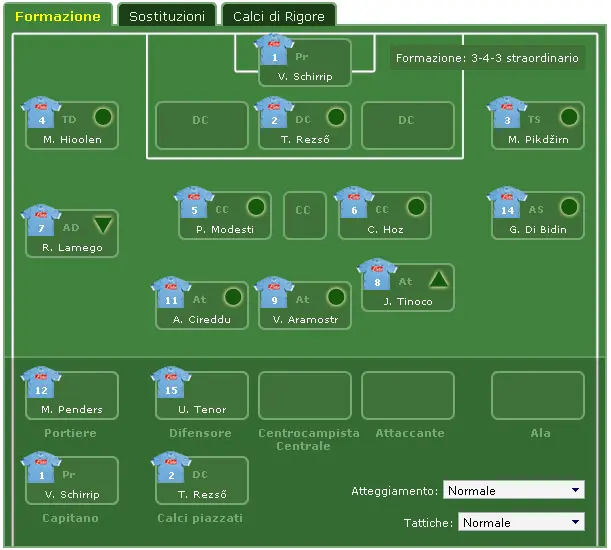 Formazione Sostituzioni Calci di Rigore
1 Pr
V. Schirrip
Formazione: 3-4-3 straordinario
4 TD
M. Hioolen
DC
2 DC
T. Rezső
DC
3 TS
M. Pikdžirn
7 AD
R. Lamego
5 CC
P. Modesti
CC
6 CC
C. Hoz
14 AS
G. Di Bidin
11 At
A. Cireddu
9 At
V. Aramostr
8 At
J. Tinoco
12
M. Penders
Portiere
15
U. Tenor
Difensore
Centrocampista
Centrale
Attaccante
Ala
1 Pr
V. Schirrip
Capitano
2 DC
T. Rezső
Calci piazzati
Atteggiamento: Normale
Tattiche: Normale